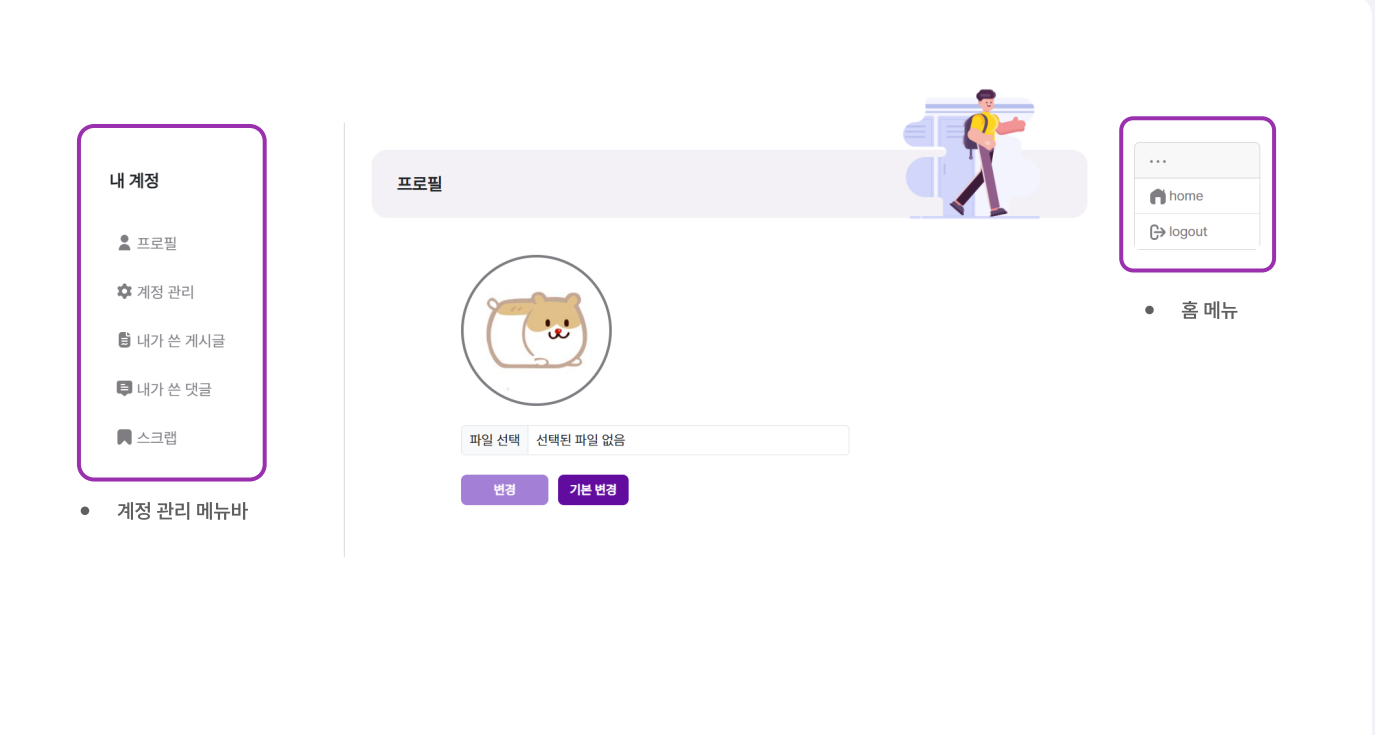 내 계정
프로필
계정 관리
내가 쓴 게시글
내가 쓴 댓글
스크랩
• 계정 관리 메뉴바
프로필
파일 선택 선택된 파일 없음
변경 기본 변경
...
home
logout
• 홈 메뉴